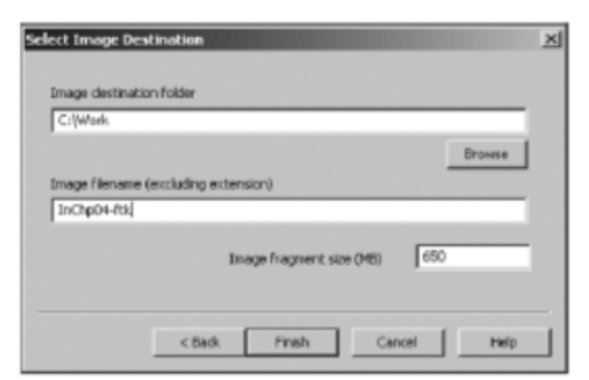 Select Image Destination
Image destination folder
C:\Work
Browse
Image filename (excluding extension)
InChp04-ftk
Image fragment size (MB) 650
< Back Finish Cancel Help